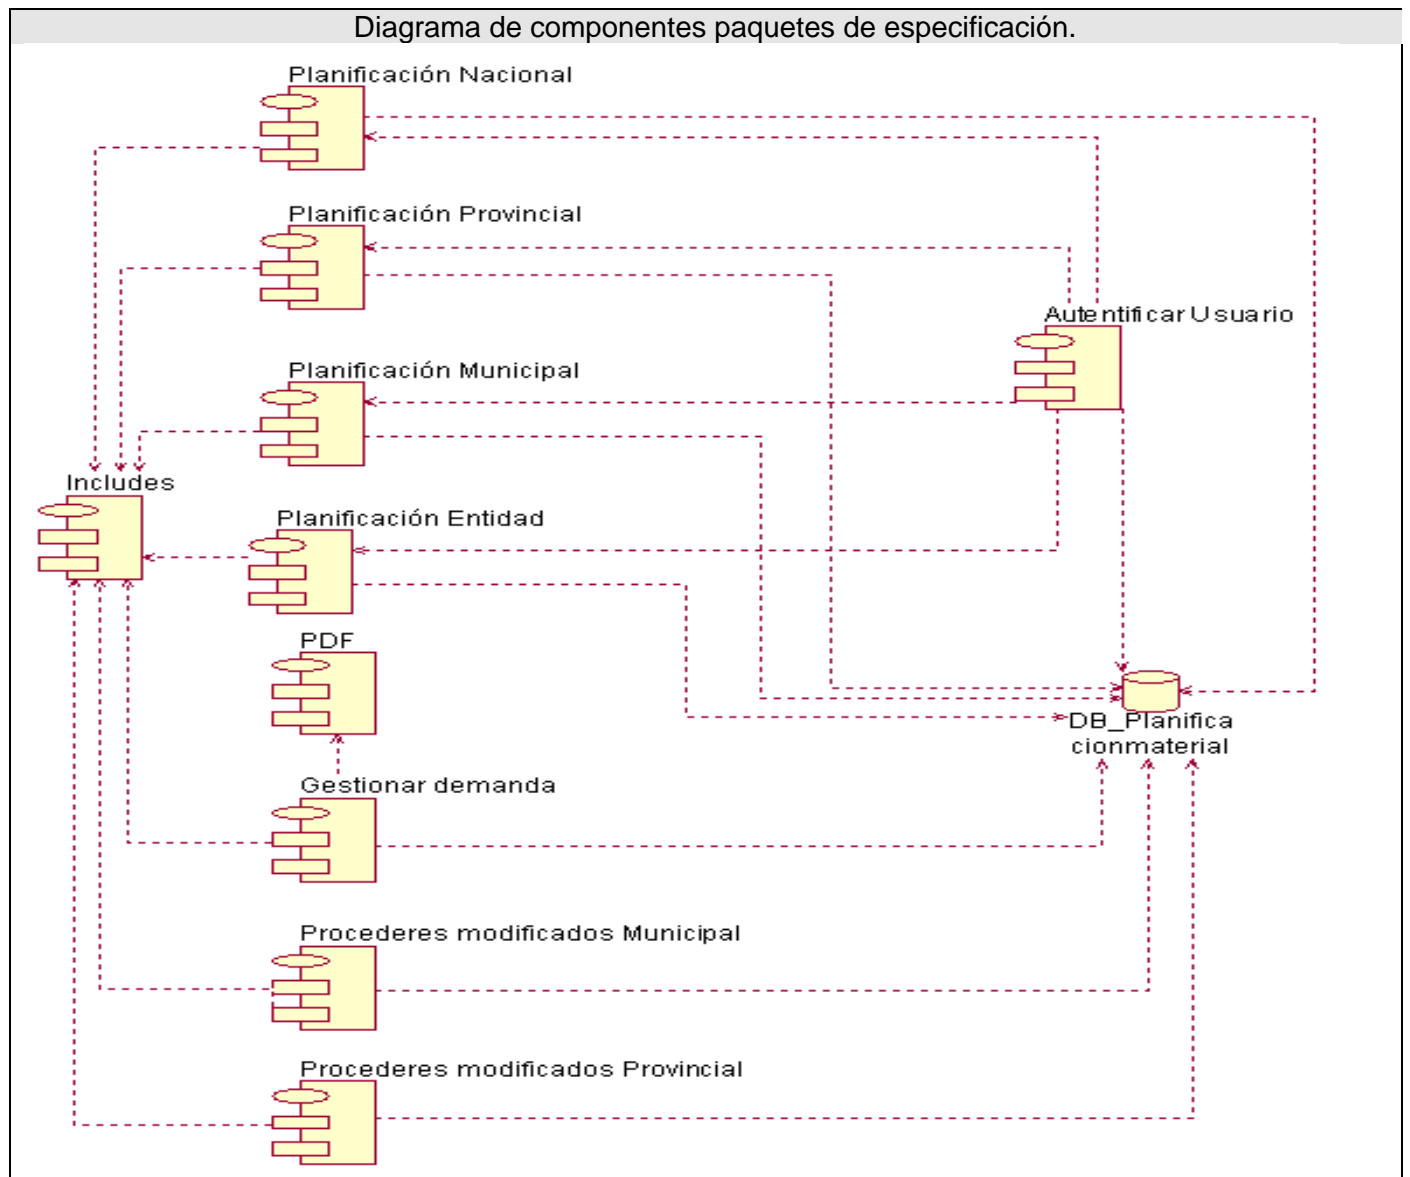 Diagrama de componentes paquetes de especificación.
Planificación Nacional
Planificación Provincial
Autentificar Usuario
Planificación Municipal
Includes
Planificación Entidad
PDF
DB_Planifica
cionmaterial
Gestionar demanda
Procederes modificados Municipal
Procederes modificados Provincial